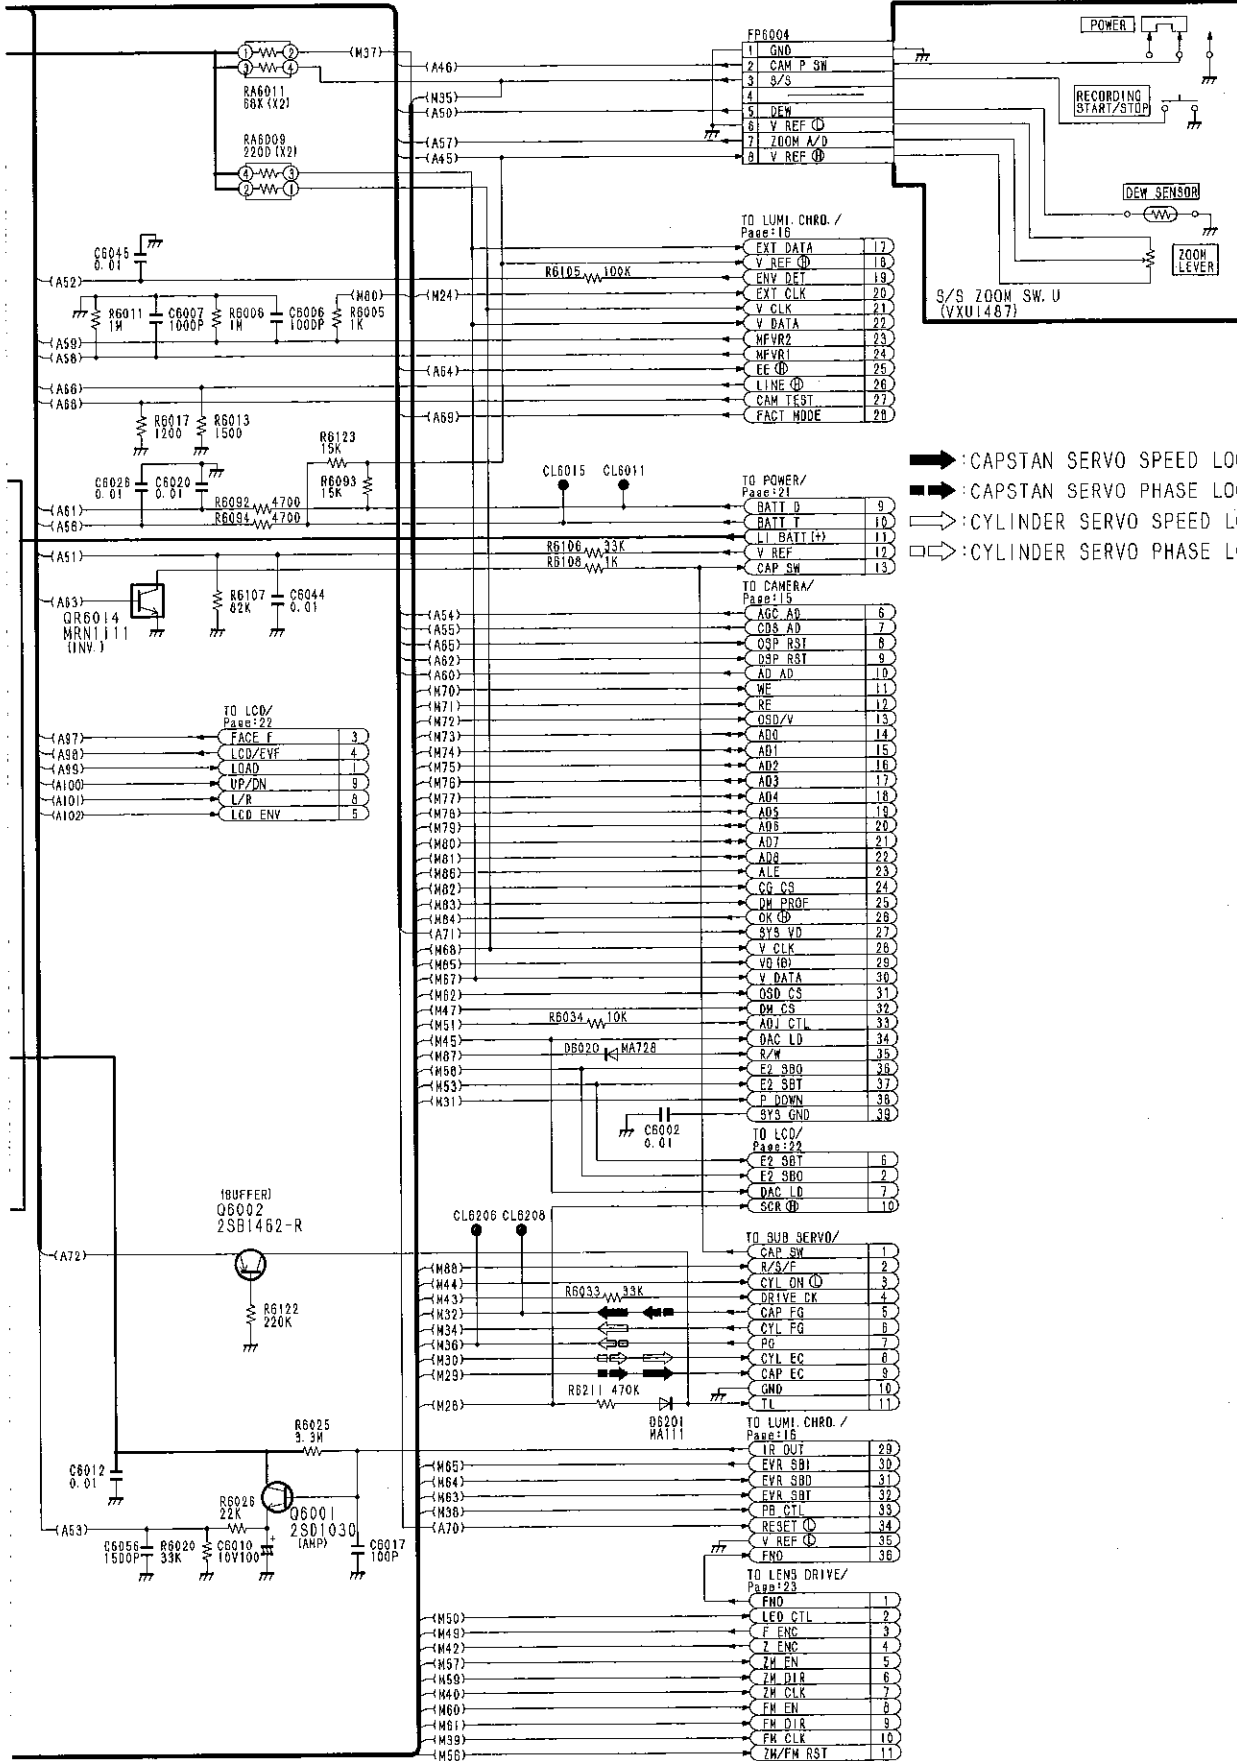 FP6004
1 GND
2 CAM P SW
3 S/S
4
5 DEW
6 V REF Ⓛ
7 ZOOM A/D
8 V REF Ⓗ
POWER
RECORDING
START/STOP
DEW SENSOR
ZOOM
LEVER
S/S ZOOM SW. U
(VXU1487)
1 2
3 4
RA6011
68K (X2)
RA6009
2200 (X2)
4 3
2 1
(M37)
(A46)
(M35)
(A50)
(A57)
(A45)
C6045
0.01
(A52)
R6011
1M
C6007
1000P
R6006
1M
C6006
1000P
(M80)
R6005
1K
(M24)
(A59)
(A58)
(A64)
(A66)
(A68)
(A69)
R6017
1200
R6013
1500
R6105 100K
TO LUMI. CHRO. /
Page:16
EXT DATA 17
V REF Ⓗ 18
ENV DET 19
EXT CLK 20
V CLK 21
V DATA 22
MFVR2 23
MFVR1 24
EE Ⓗ 25
LINE Ⓗ 26
CAM TEST 27
FACT MODE 28
R6123
15K
R6093
15K
C6026
0.01
C6020
0.01
R6092 4700
R6094 4700
(A61)
(A56)
(A51)
(A63)
QR6014
MRN1111
(INV.)
R6107
82K
C6044
0.01
CL6015 CL6011
R6106 33K
R6108 1K
TO POWER/
Page:21
BATT D 9
BATT T 10
LI BATT(+) 11
V REF 12
CAP SW 13
:CAPSTAN SERVO SPEED LO
:CAPSTAN SERVO PHASE LO
:CYLINDER SERVO SPEED L
:CYLINDER SERVO PHASE L
TO CAMERA/
Page:15
(A54) AGC AD 6
(A55) CDS AD 7
(A65) OSP RST 8
(A62) DSP RST 9
(A60) AD AD 10
(M70) WE 11
(M71) RE 12
(M72) OSD/V 13
(M73) AD0 14
(M74) AD1 15
(M75) AD2 16
(M76) AD3 17
(M77) AD4 18
(M78) AD5 19
(M79) AD6 20
(M80) AD7 21
(M81) AD8 22
(M86) ALE 23
(M82) CG CS 24
(M83) DM PROF 25
(M84) OK Ⓗ 26
(A71) SYS VD 27
(M68) V CLK 28
(M85) VD(B) 29
(M67) V DATA 30
(M62) OSD CS 31
(M47) DM CS 32
(M51) R6034 10K ADJ CTL 33
(M45) DAC LD 34
(M87) D6020 MA728 R/W 35
(M58) E2 SBO 36
(M53) E2 SBT 37
(M31) P DOWN 38
SYS GND 39
C6002
0.01
TO LCD/
Page:22
(A97) FACE F 3
(A98) LCD/EVF 4
(A99) LOAD 1
(A100) UP/DN 9
(A101) L/R 8
(A102) LCD ENV 5
TO LCD/
Page:22
E2 SBT 6
E2 SBO 2
DAC LD 7
SCR Ⓗ 10
(BUFFER)
Q6002
2SB1462-R
(A72)
R6122
220K
CL6206 CL6208
TO SUB SERVO/
CAP SW 1
(M88) R/S/F 2
(M44) CYL ON Ⓛ 3
(M43) R6033 33K DRIVE CK 4
(M32) CAP FG 5
(M34) CYL FG 6
(M36) PG 7
(M30) CYL EC 8
(M29) CAP EC 9
GND 10
(M28) TL 11
R6211 470K
D6201
MA111
R6025
3.3M
C6012
0.01
R6026
22K
Q6001
2SD1030
(AMP)
(A53)
C6056
1500P
R6020
33K
C6010
10V100
C6017
100P
TO LUMI. CHRO. /
Page:16
IR OUT 29
(M65) EVR SBI 30
(M64) EVR SBO 31
(M63) EVR SBT 32
(M38) PB CTL 33
(A70) RESET Ⓛ 34
V REF Ⓛ 35
FNO 36
TO LENS DRIVE/
Page:23
FNO 1
(M50) LED CTL 2
(M49) F ENC 3
(M42) Z ENC 4
(M57) ZM EN 5
(M59) ZM DIR 6
(M40) ZM CLK 7
(M60) FM EN 8
(M61) FM DIR 9
(M39) FM CLK 10
(M56) ZM/FM RST 11